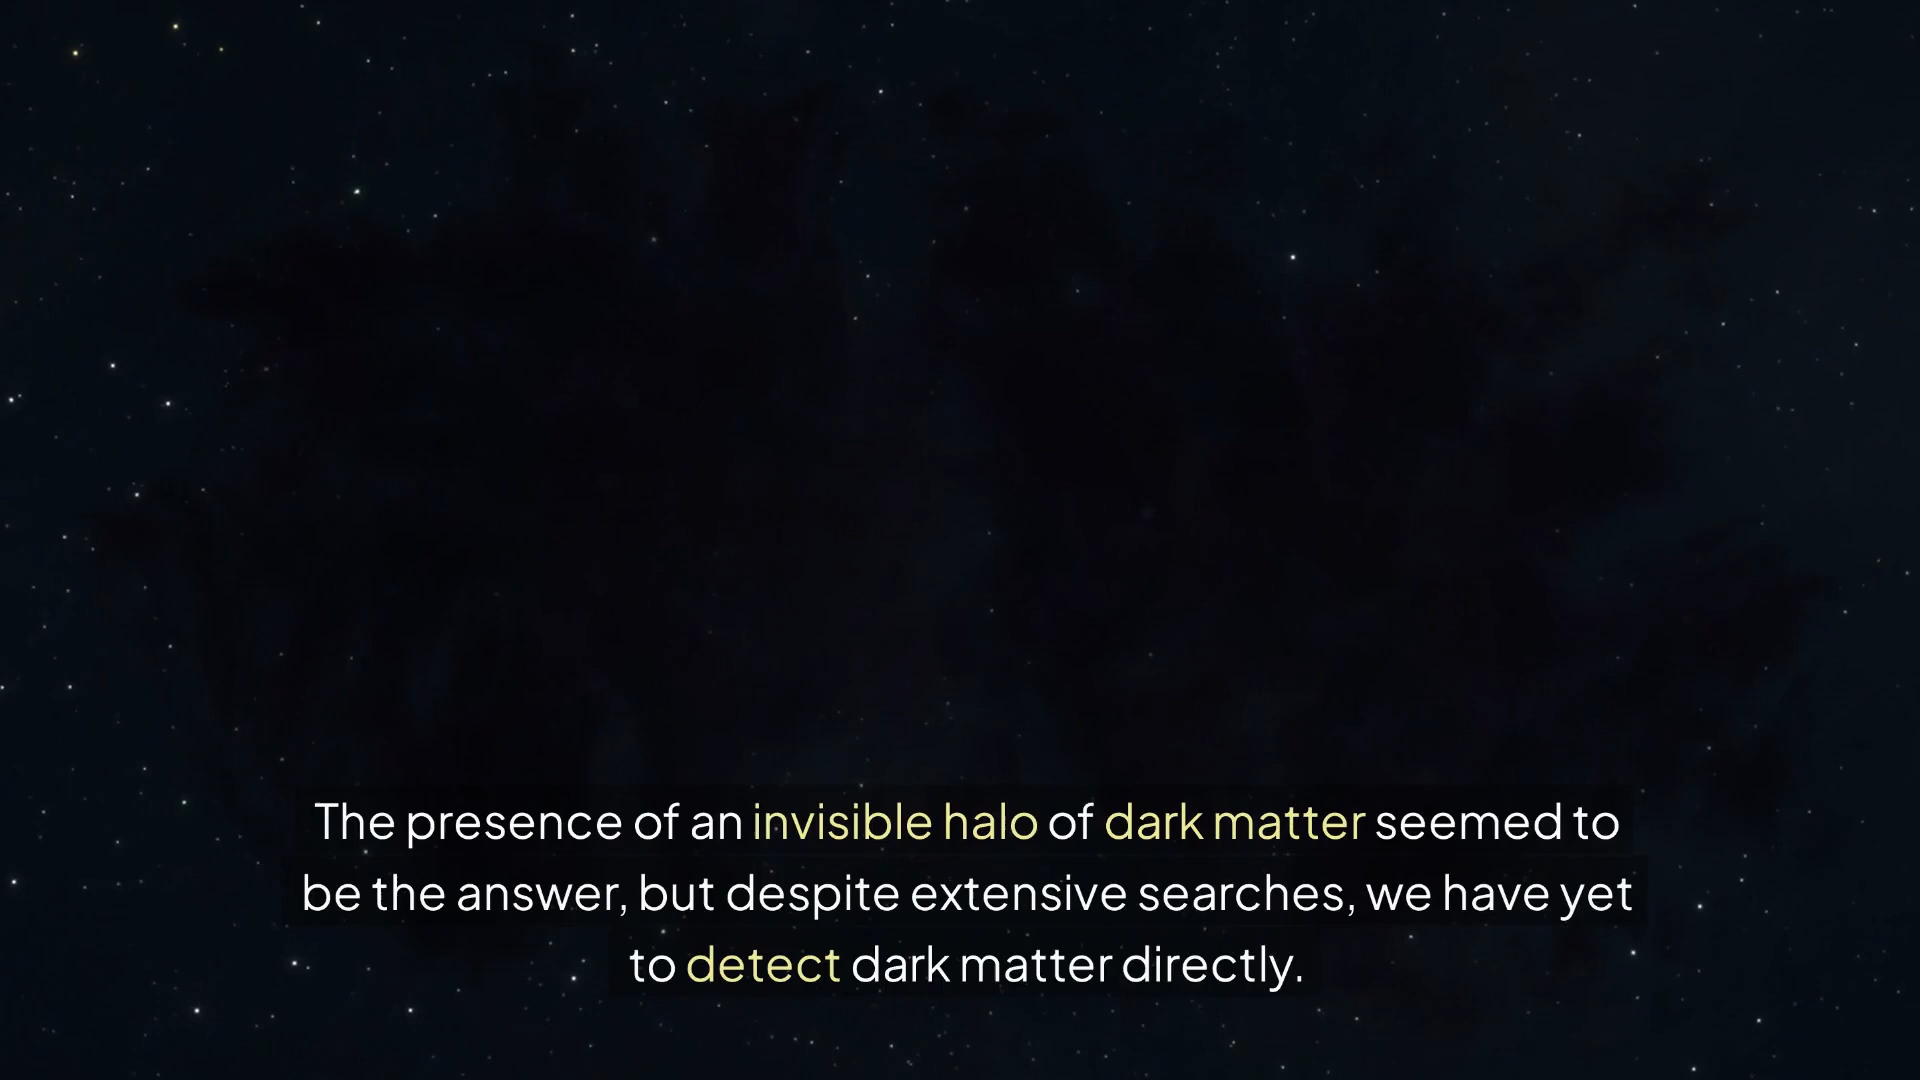 The presence of an invisible halo of dark matter seemed to
be the answer, but despite extensive searches, we have yet
to detect dark matter directly.